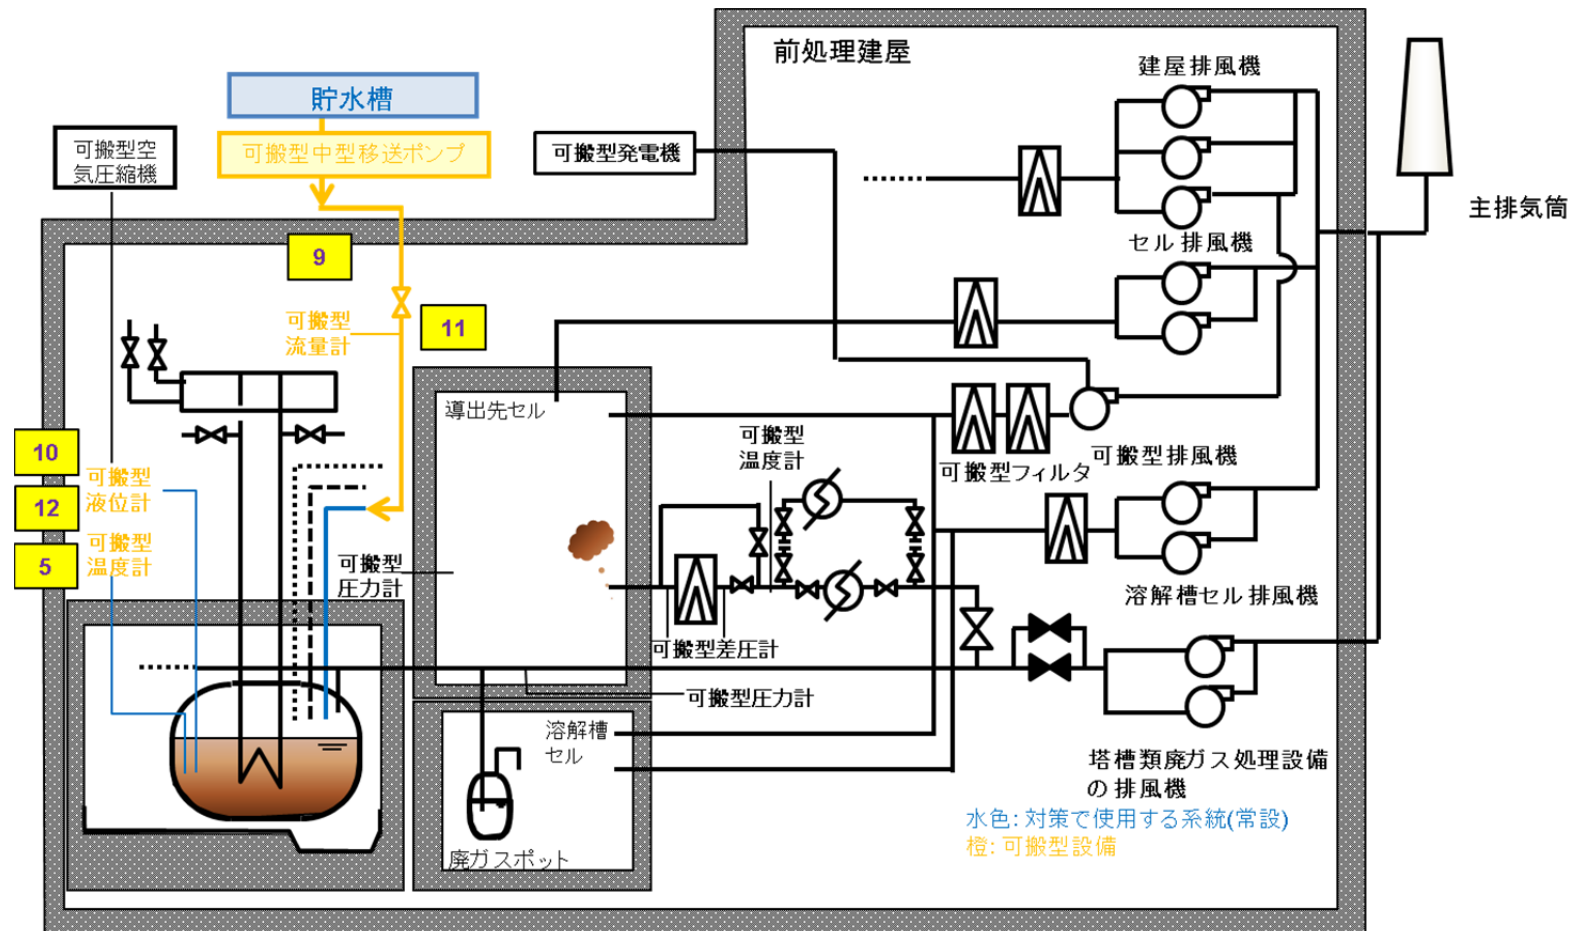 前処理建屋
建屋排風機
貯水槽
可搬型空
気圧縮機
可搬型中型移送ポンプ
可搬型発電機
主排気筒
セル排風機
9
可搬型
流量計
11
導出先セル
10
可搬型
液位計
12
可搬型
温度計
5
可搬型
温度計
可搬型フィルタ
可搬型排風機
可搬型
圧力計
溶解槽セル排風機
可搬型差圧計
可搬型圧力計
溶解槽
セル
塔槽類廃ガス処理設備
の排風機
廃ガスポット
水色:対策で使用する系統(常設)
橙:可搬型設備